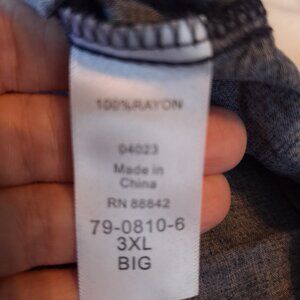 100%RAYON
04023
Made in
China
RN 88842
79-0810-6
3XL
BIG